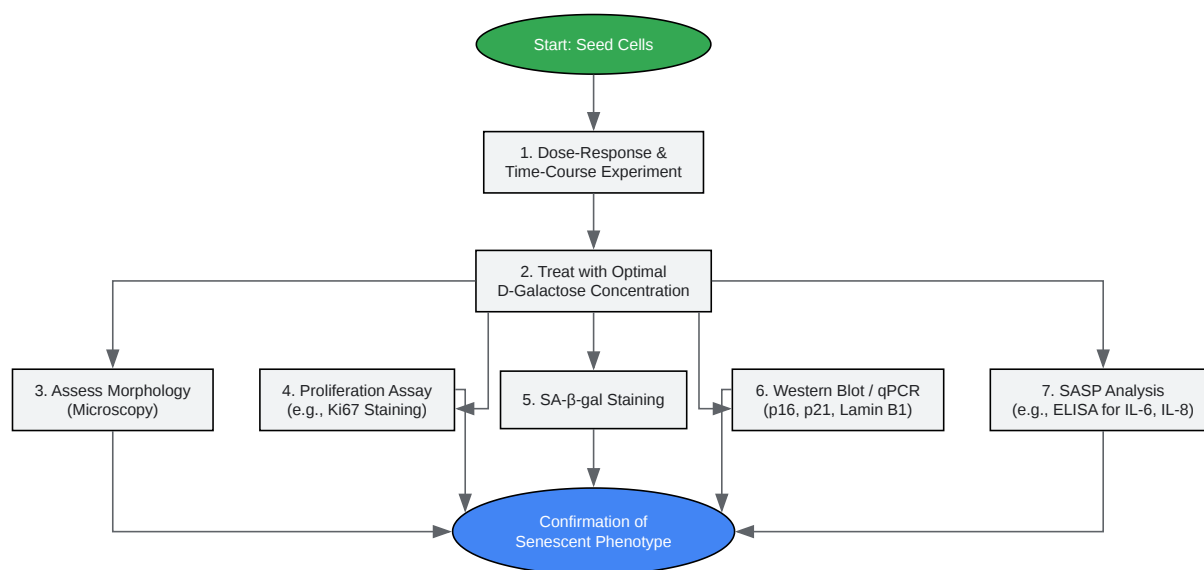 Start: Seed Cells
1. Dose-Response &
Time-Course Experiment
2. Treat with Optimal
D-Galactose Concentration
3. Assess Morphology
(Microscopy)
4. Proliferation Assay
(e.g., Ki67 Staining)
5. SA-β-gal Staining
6. Western Blot / qPCR
(p16, p21, Lamin B1)
7. SASP Analysis
(e.g., ELISA for IL-6, IL-8)
Confirmation of
Senescent Phenotype